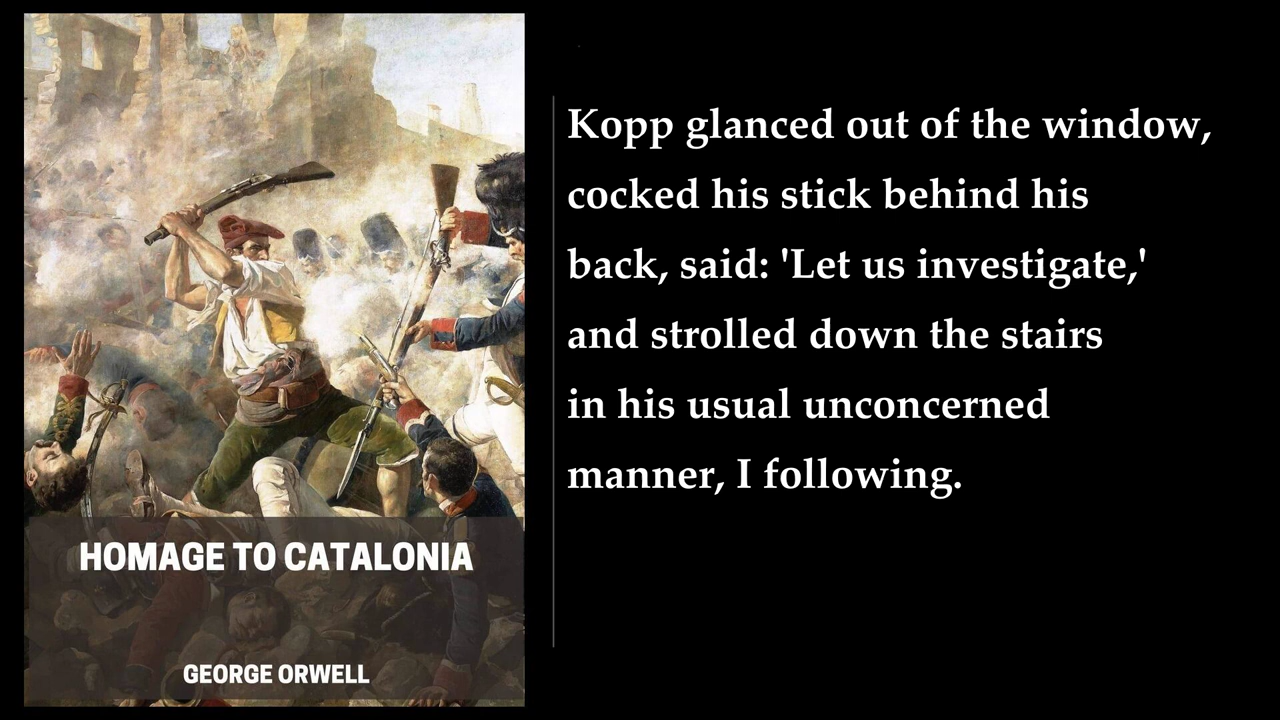 HOMAGE TO CATALONIA
GEORGE ORWELL
Kopp glanced out of the window,
cocked his stick behind his
back, said: 'Let us investigate,'
and strolled down the stairs
in his usual unconcerned
manner, I following.